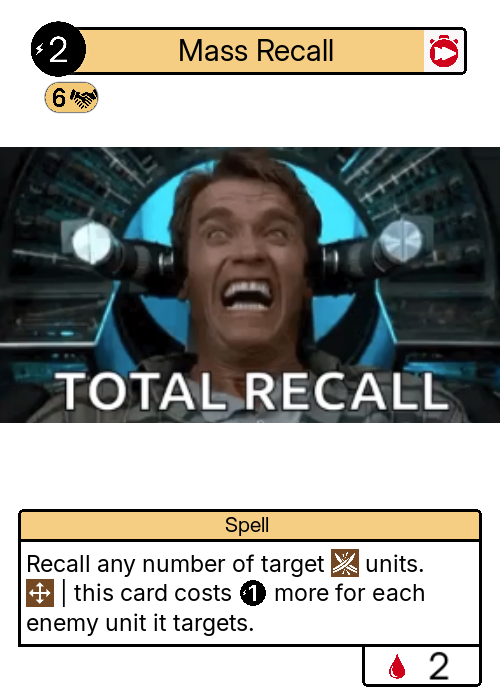 2 Mass Recall
6
TOTAL RECALL
Spell
Recall any number of target units.
| this card costs 1 more for each
enemy unit it targets.
2